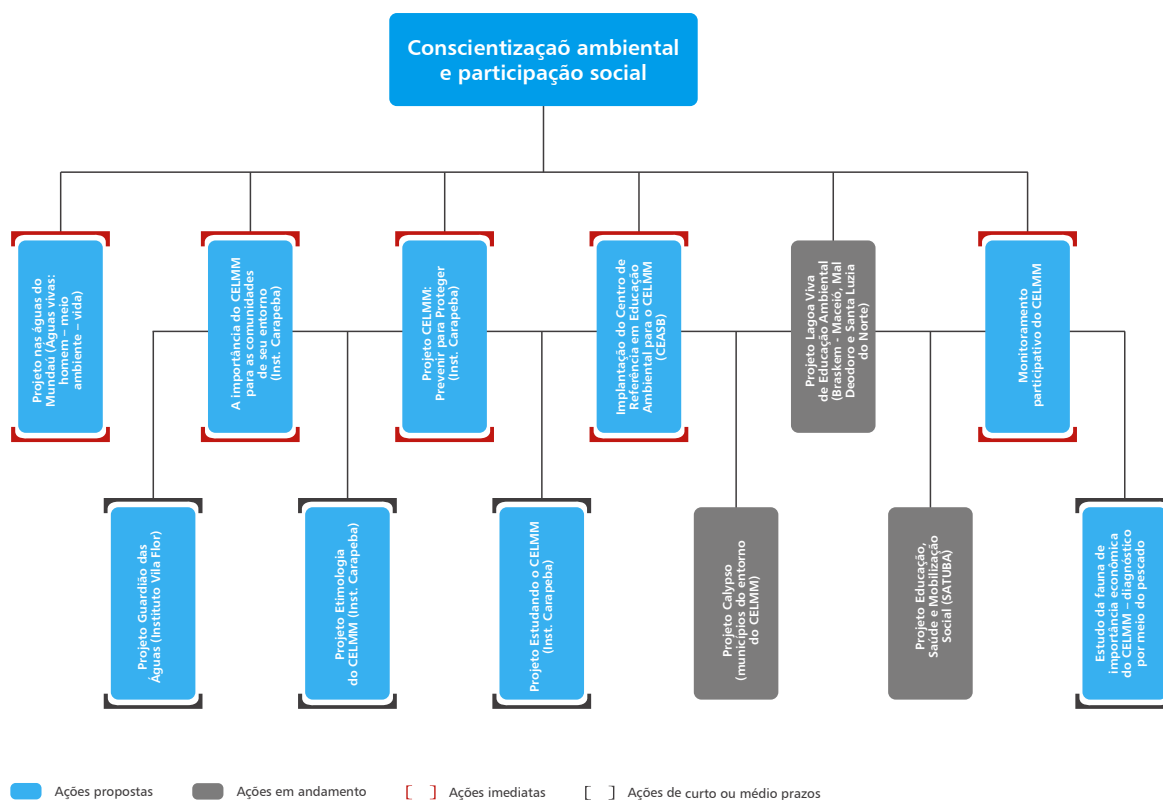 Conscientizaçaõ ambiental
e participação social
Projeto nas águas do
Mundaú (Águas vivas:
homem – meio
ambiente – vida)
A importância do CELMM
para as comunidades
de seu entorno
(Inst. Carapeba)
Projeto CELMM:
Prevenir para Proteger
(Inst. Carapeba)
Implantação do Centro de
Referência em Educação
Ambiental para o CELMM
(CEASB)
Projeto Lagoa Viva
de Educação Ambiental
(Braskem - Maceió, Mal
Deodoro e Santa Luzia
do Norte)
Monitoramento
participativo do CELMM
Projeto Guardião das
Águas (Instituto Vila Flor)
Projeto Etimologia
do CELMM (Inst. Carapeba)
Projeto Estudando o CELMM
(Inst. Carapeba)
Projeto Calypso
(municípios do entorno
do CELMM)
Projeto Educação,
Saúde e Mobilização
Social (SATUBA)
Estudo da fauna de
importância econômica
do CELMM – diagnóstico
por meio do pescado
Ações propostas
Ações em andamento
[ ] Ações imediatas
[ ] Ações de curto ou médio prazos